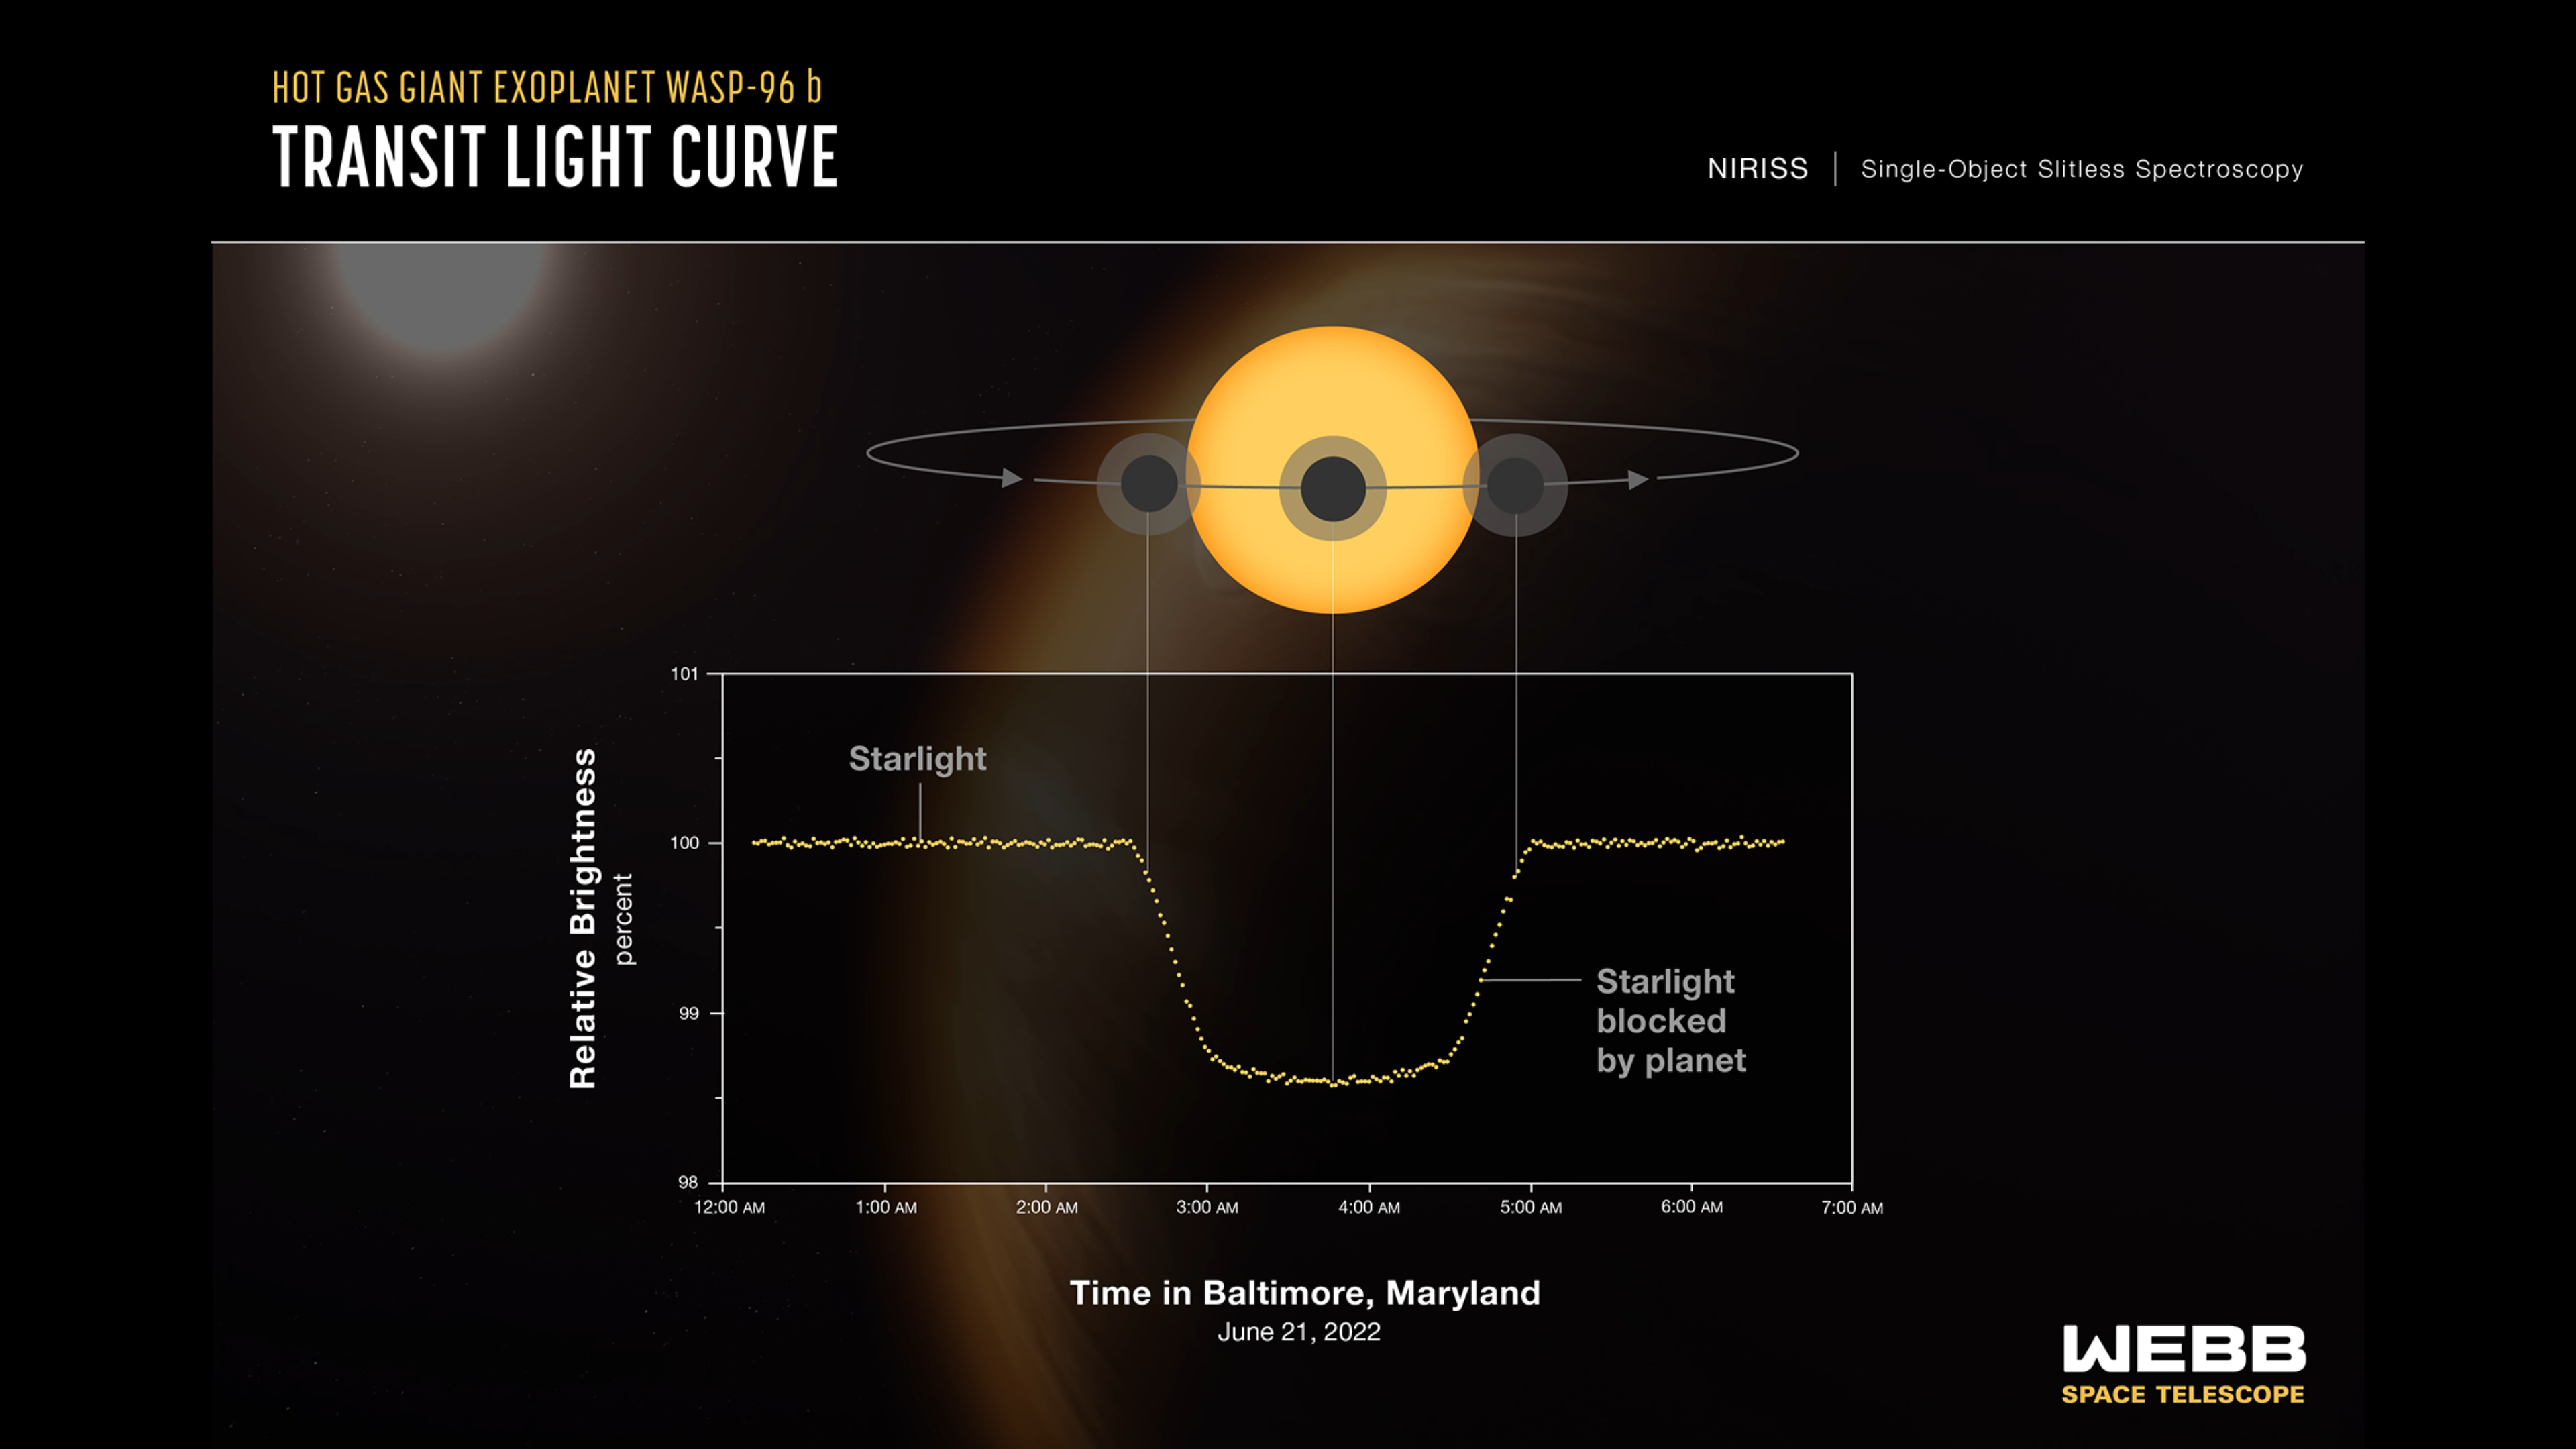 HOT GAS GIANT EXOPLANET WASP-96 b
TRANSIT LIGHT CURVE
NIRISS | Single-Object Slitless Spectroscopy
101
100
99
98
Relative Brightness
percent
Starlight
Starlight
blocked
by planet
12:00 AM
1:00 AM
2:00 AM
3:00 AM
4:00 AM
5:00 AM
6:00 AM
7:00 AM
Time in Baltimore, Maryland
June 21, 2022
WEBB
SPACE TELESCOPE